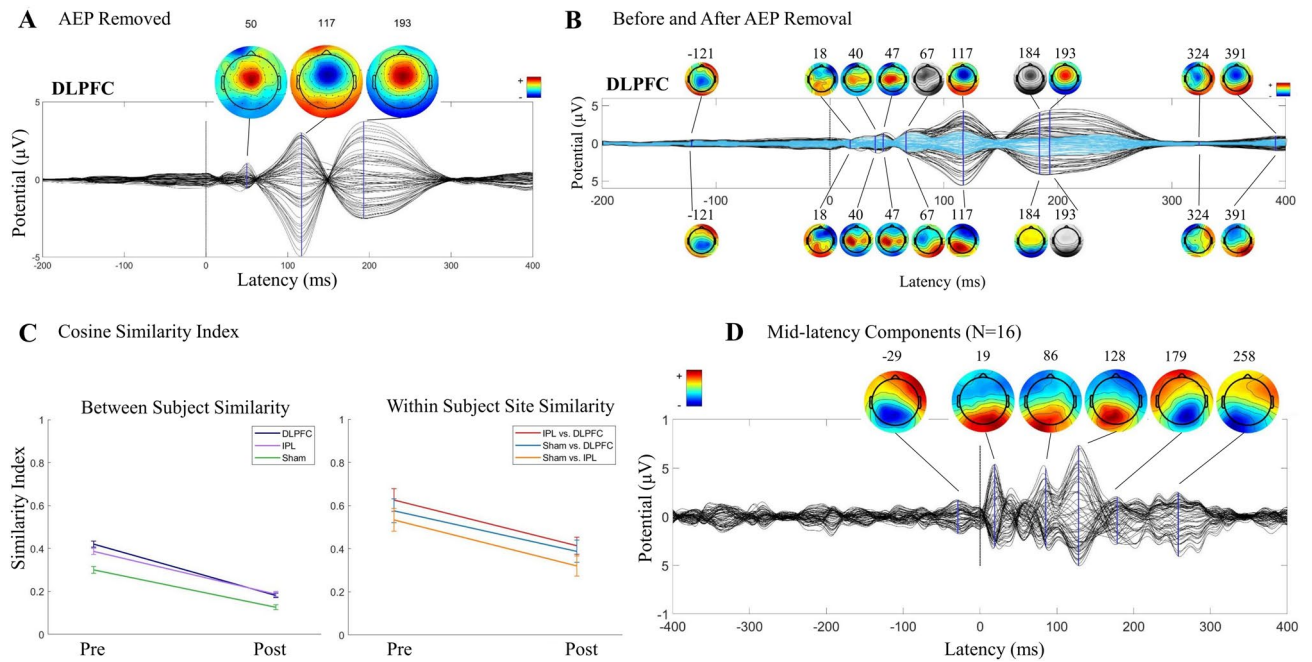 A AEP Removed
50 117 193
DLPFC
+
-
Potential (µV)
5
0
-5
-200 -100 0 100 200 300 400
Latency (ms)
B Before and After AEP Removal
-121 18 40 47 67 117 184 193 324 391
DLPFC
+
-
Potential (µV)
5
0
5
-200 -100 0 100 200 300 400
-121 18 40 47 67 117 184 193 324 391
Latency (ms)
C Cosine Similarity Index
Between Subject Similarity
DLPFC
IPL
Sham
Similarity Index
1
0.8
0.6
0.4
0.2
0
Pre Post
Within Subject Site Similarity
IPL vs. DLPFC
Sham vs. DLPFC
Sham vs. IPL
1
0.8
0.6
0.4
0.2
0
Pre Post
D Mid-latency Components (N=16)
-29 19 86 128 179 258
+
-
Potential (µV)
1
5
0
5
-1
-400 -300 -200 -100 0 100 200 300 400
Latency (ms)